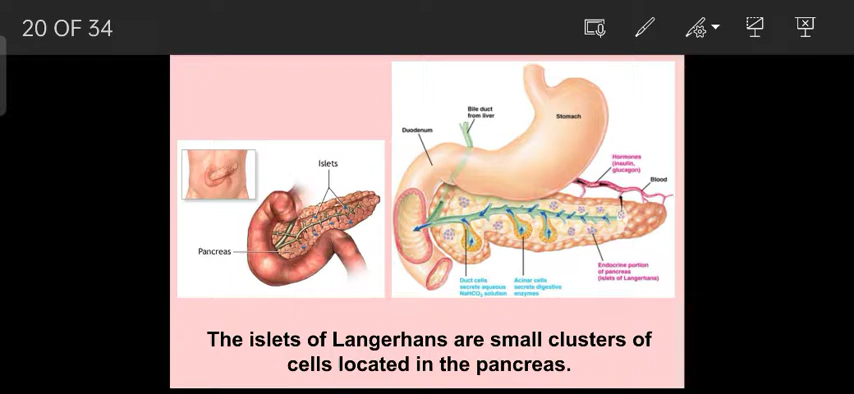 20 OF 34
Islets
Pancreas
Bile duct
from liver
Duodenum
Stomach
Hormones
(insulin,
glucagon)
Blood
Duct cells
secrete aqueous
NaHCO3 solution
Acinar cells
secrete digestive
enzymes
Endocrine portion
of pancreas
(Islets of Langerhans)
The islets of Langerhans are small clusters of
cells located in the pancreas.